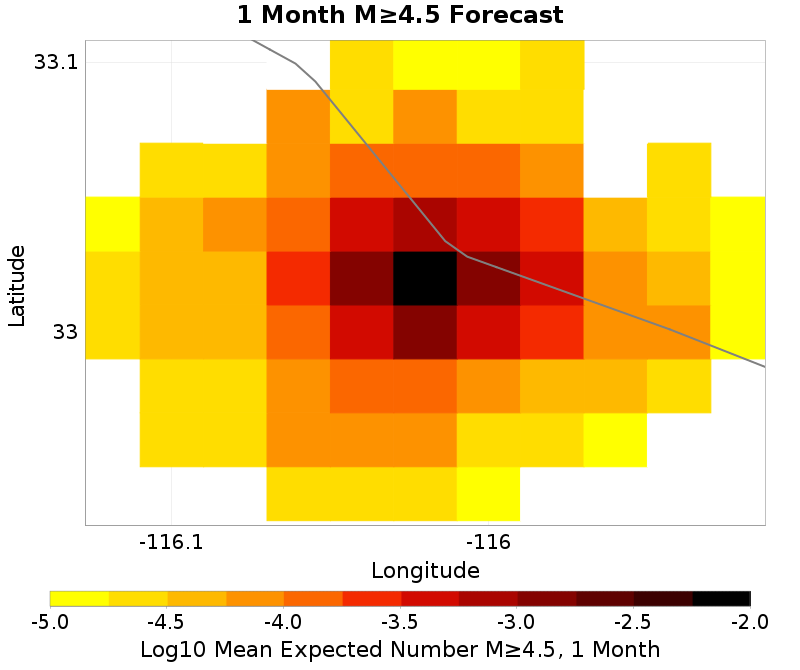 1 Month M≥4.5 Forecast
33.1
33
Latitude
-116.1 -116
Longitude
-5.0 -4.5 -4.0 -3.5 -3.0 -2.5 -2.0
Log10 Mean Expected Number M≥4.5, 1 Month